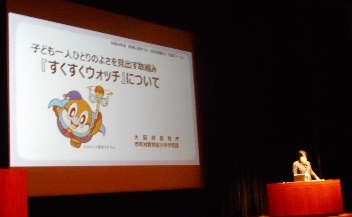 子ども一人ひとりのよさを見出す取組み
『すくすくウォッチ』について
大阪府教育庁
市町村教育室小中学校課